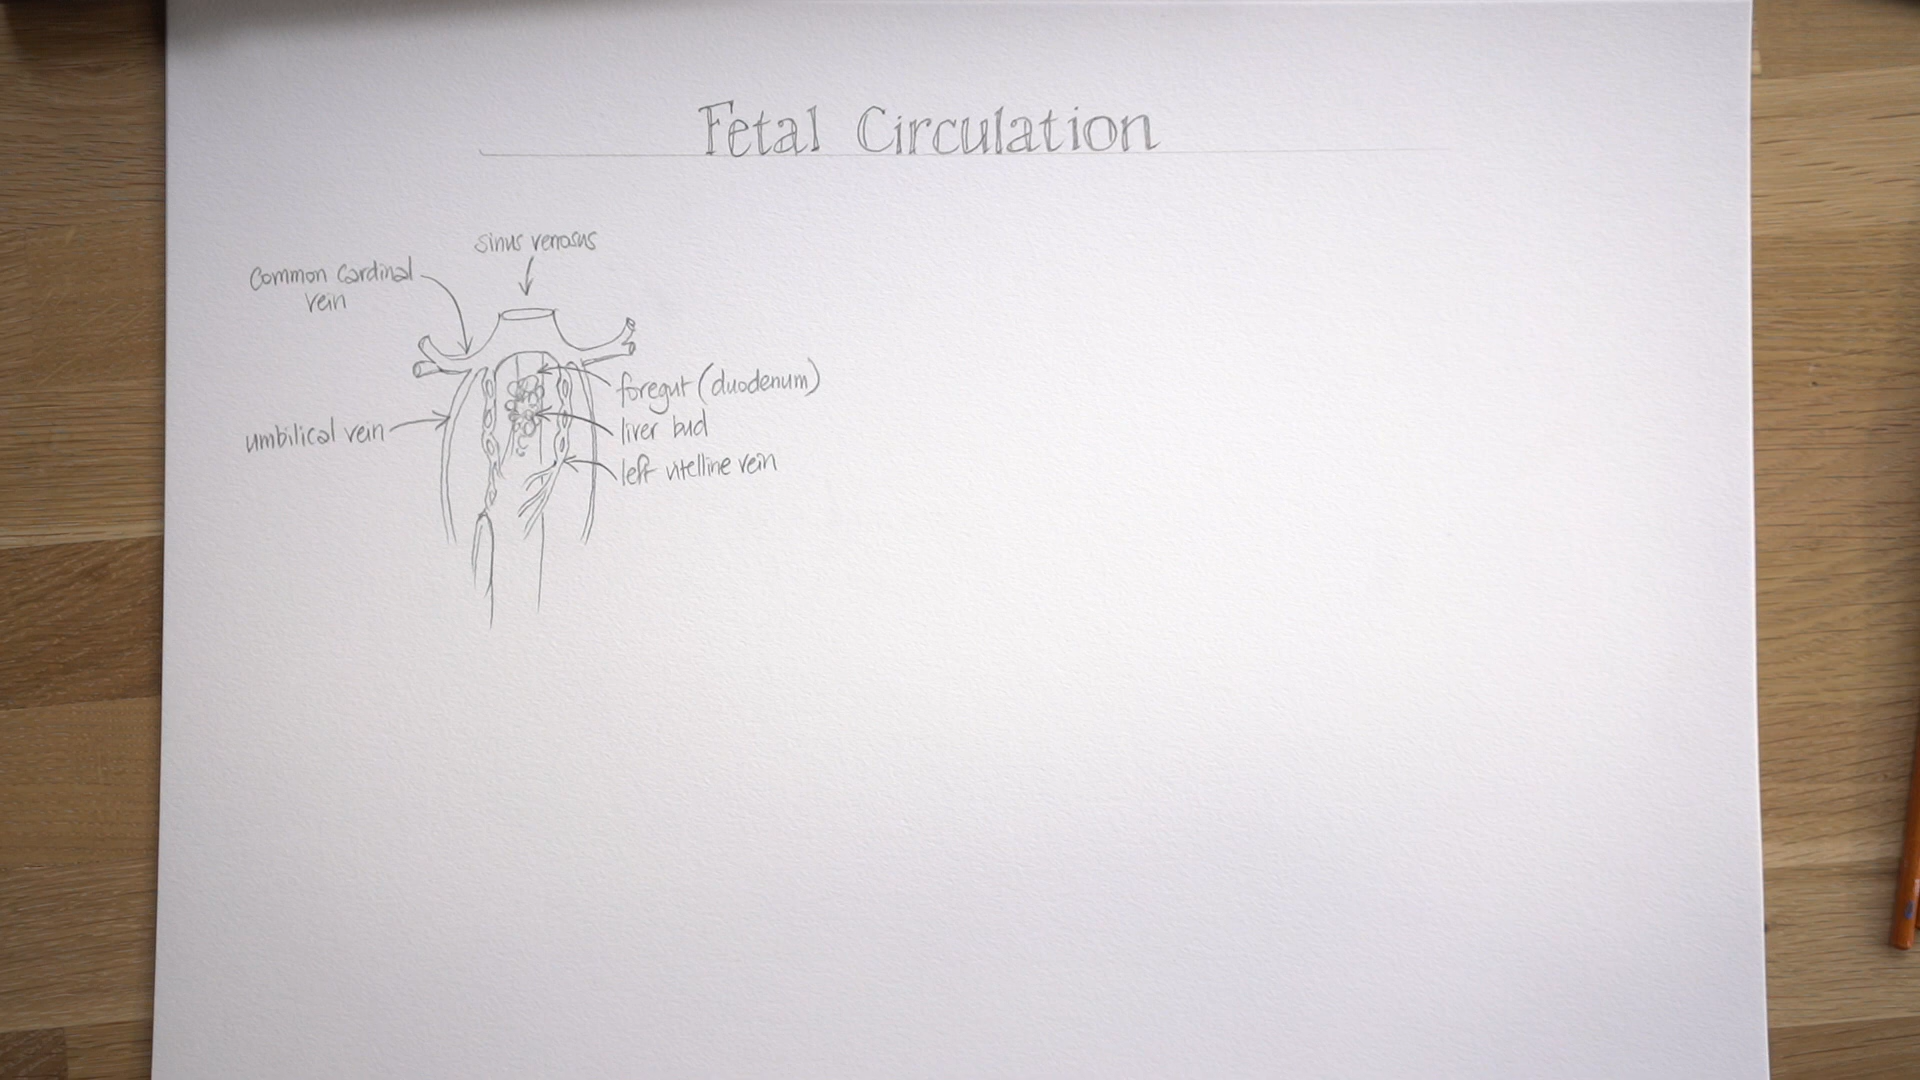 Fetal Circulation
sinus venosus
Common Cardinal
vein
foregut (duodenum)
umbilical vein
liver bud
left vitelline vein